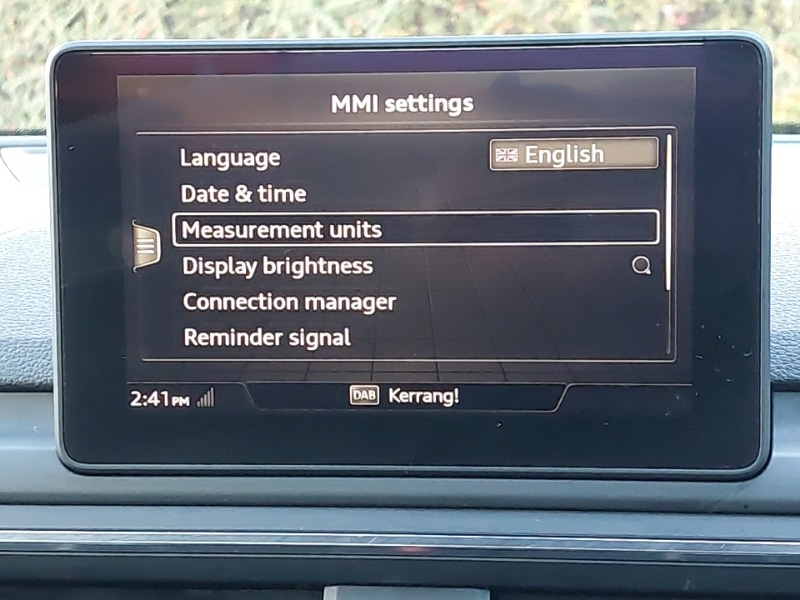 MMI settings
Language English
Date & time
Measurement units
Display brightness
Connection manager
Reminder signal
2:41PM DAB Kerrang!